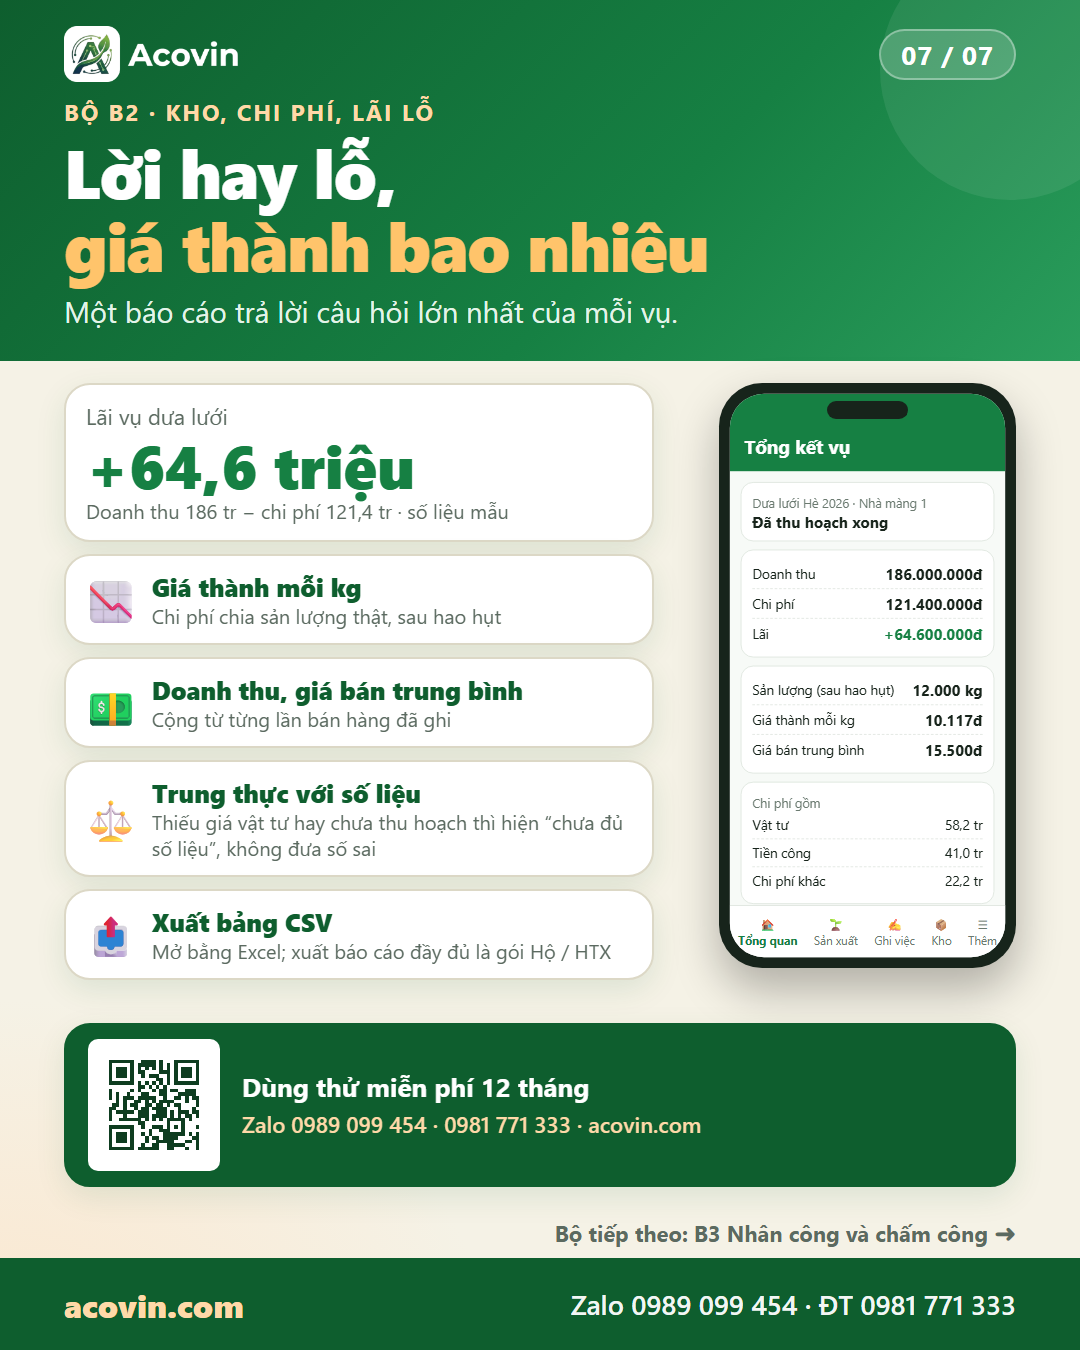 Acovin
07 / 07
BỘ B2 · KHO, CHI PHÍ, LÃI LỖ
Lời hay lỗ,
giá thành bao nhiêu
Một báo cáo trả lời câu hỏi lớn nhất của mỗi vụ.
Lãi vụ dưa lưới
+64,6 triệu
Doanh thu 186 tr – chi phí 121,4 tr · số liệu mẫu
Giá thành mỗi kg
Chi phí chia sản lượng thật, sau hao hụt
Doanh thu, giá bán trung bình
Cộng từ từng lần bán hàng đã ghi
Trung thực với số liệu
Thiếu giá vật tư hay chưa thu hoạch thì hiện “chưa đủ
số liệu”, không đưa số sai
Xuất bảng CSV
Mở bằng Excel; xuất báo cáo đầy đủ là gói Hộ / HTX
Tổng kết vụ
Dưa lưới Hè 2026 · Nhà màng 1
Đã thu hoạch xong
Doanh thu 186.000.000đ
Chi phí 121.400.000đ
Lãi +64.600.000đ
Sản lượng (sau hao hụt) 12.000 kg
Giá thành mỗi kg 10.117đ
Giá bán trung bình 15.500đ
Chi phí gồm
Vật tư 58,2 tr
Tiền công 41,0 tr
Chi phí khác 22,2 tr
Tổng quan Sản xuất Ghi việc Kho Thêm
Dùng thử miễn phí 12 tháng
Zalo 0989 099 454 · 0981 771 333 · acovin.com
Bộ tiếp theo: B3 Nhân công và chấm công ➜
acovin.com
Zalo 0989 099 454 · ĐT 0981 771 333